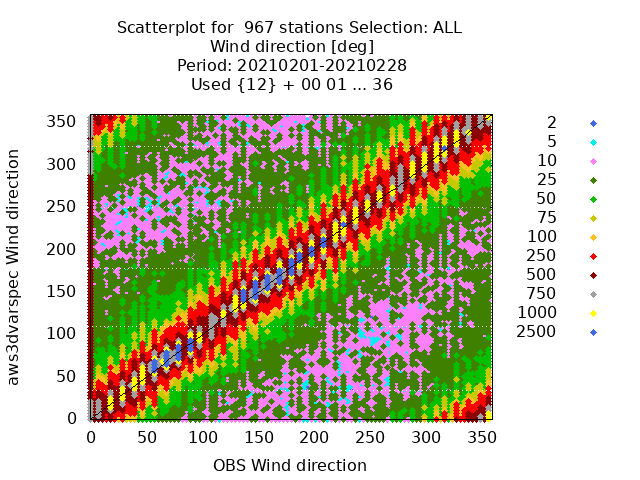 Scatterplot for  967 stations Selection: ALL
Wind direction [deg]
Period: 20210201-20210228
Used {12} + 00 01 ... 36
aws3dvarspec Wind direction
350
300
250
200
150
100
50
0
0 50 100 150 200 250 300 350
OBS Wind direction
2
5
10
25
50
75
100
250
500
750
1000
2500